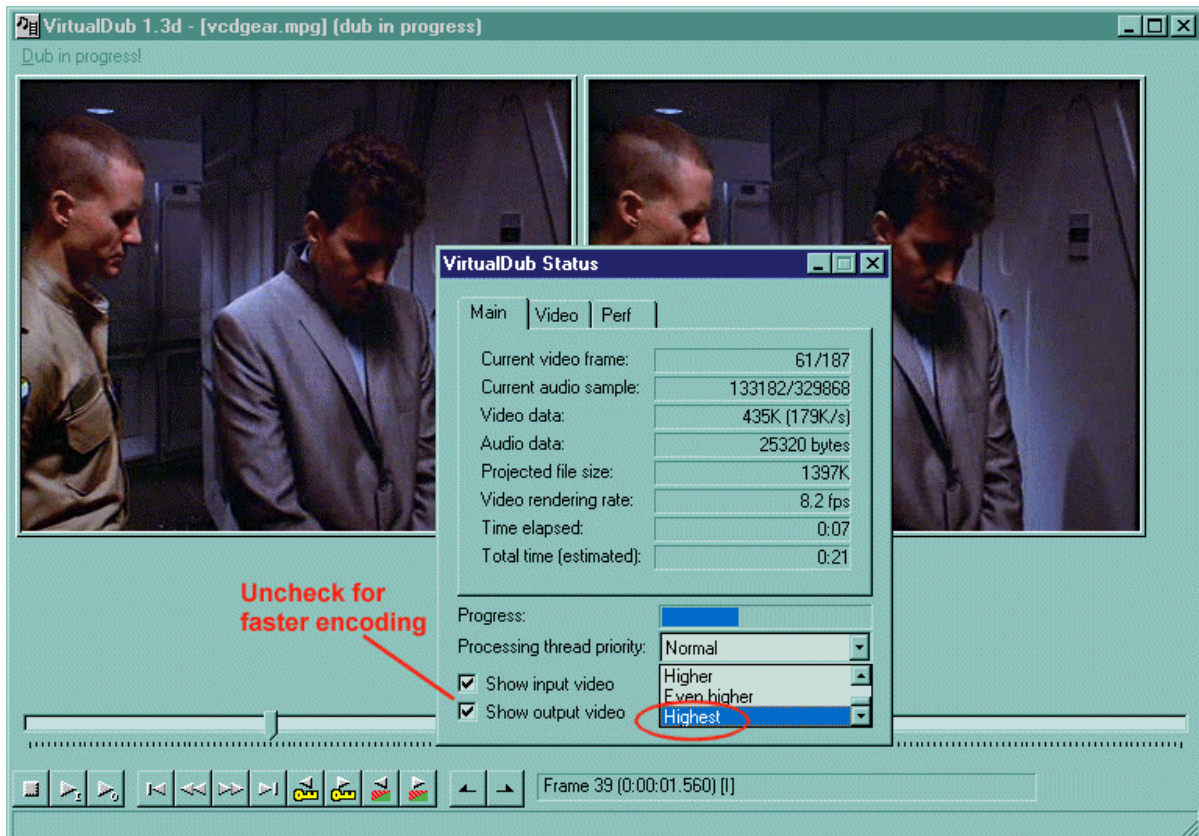 VirtualDub 1.3d - [vcdgear.mpg] (dub in progress)
Dub in progress!
VirtualDub Status
Main Video Perf
Current video frame: 61/187
Current audio sample: 133182/329868
Video data: 435K (179K/s)
Audio data: 25320 bytes
Projected file size: 1397K
Video rendering rate: 8.2 fps
Time elapsed: 0:07
Total time (estimated): 0:21
Uncheck for
faster encoding
Progress:
Processing thread priority: Normal
Higher
Even higher
Highest
Show input video
Show output video
Frame 39 (0:00:01.560) [I]